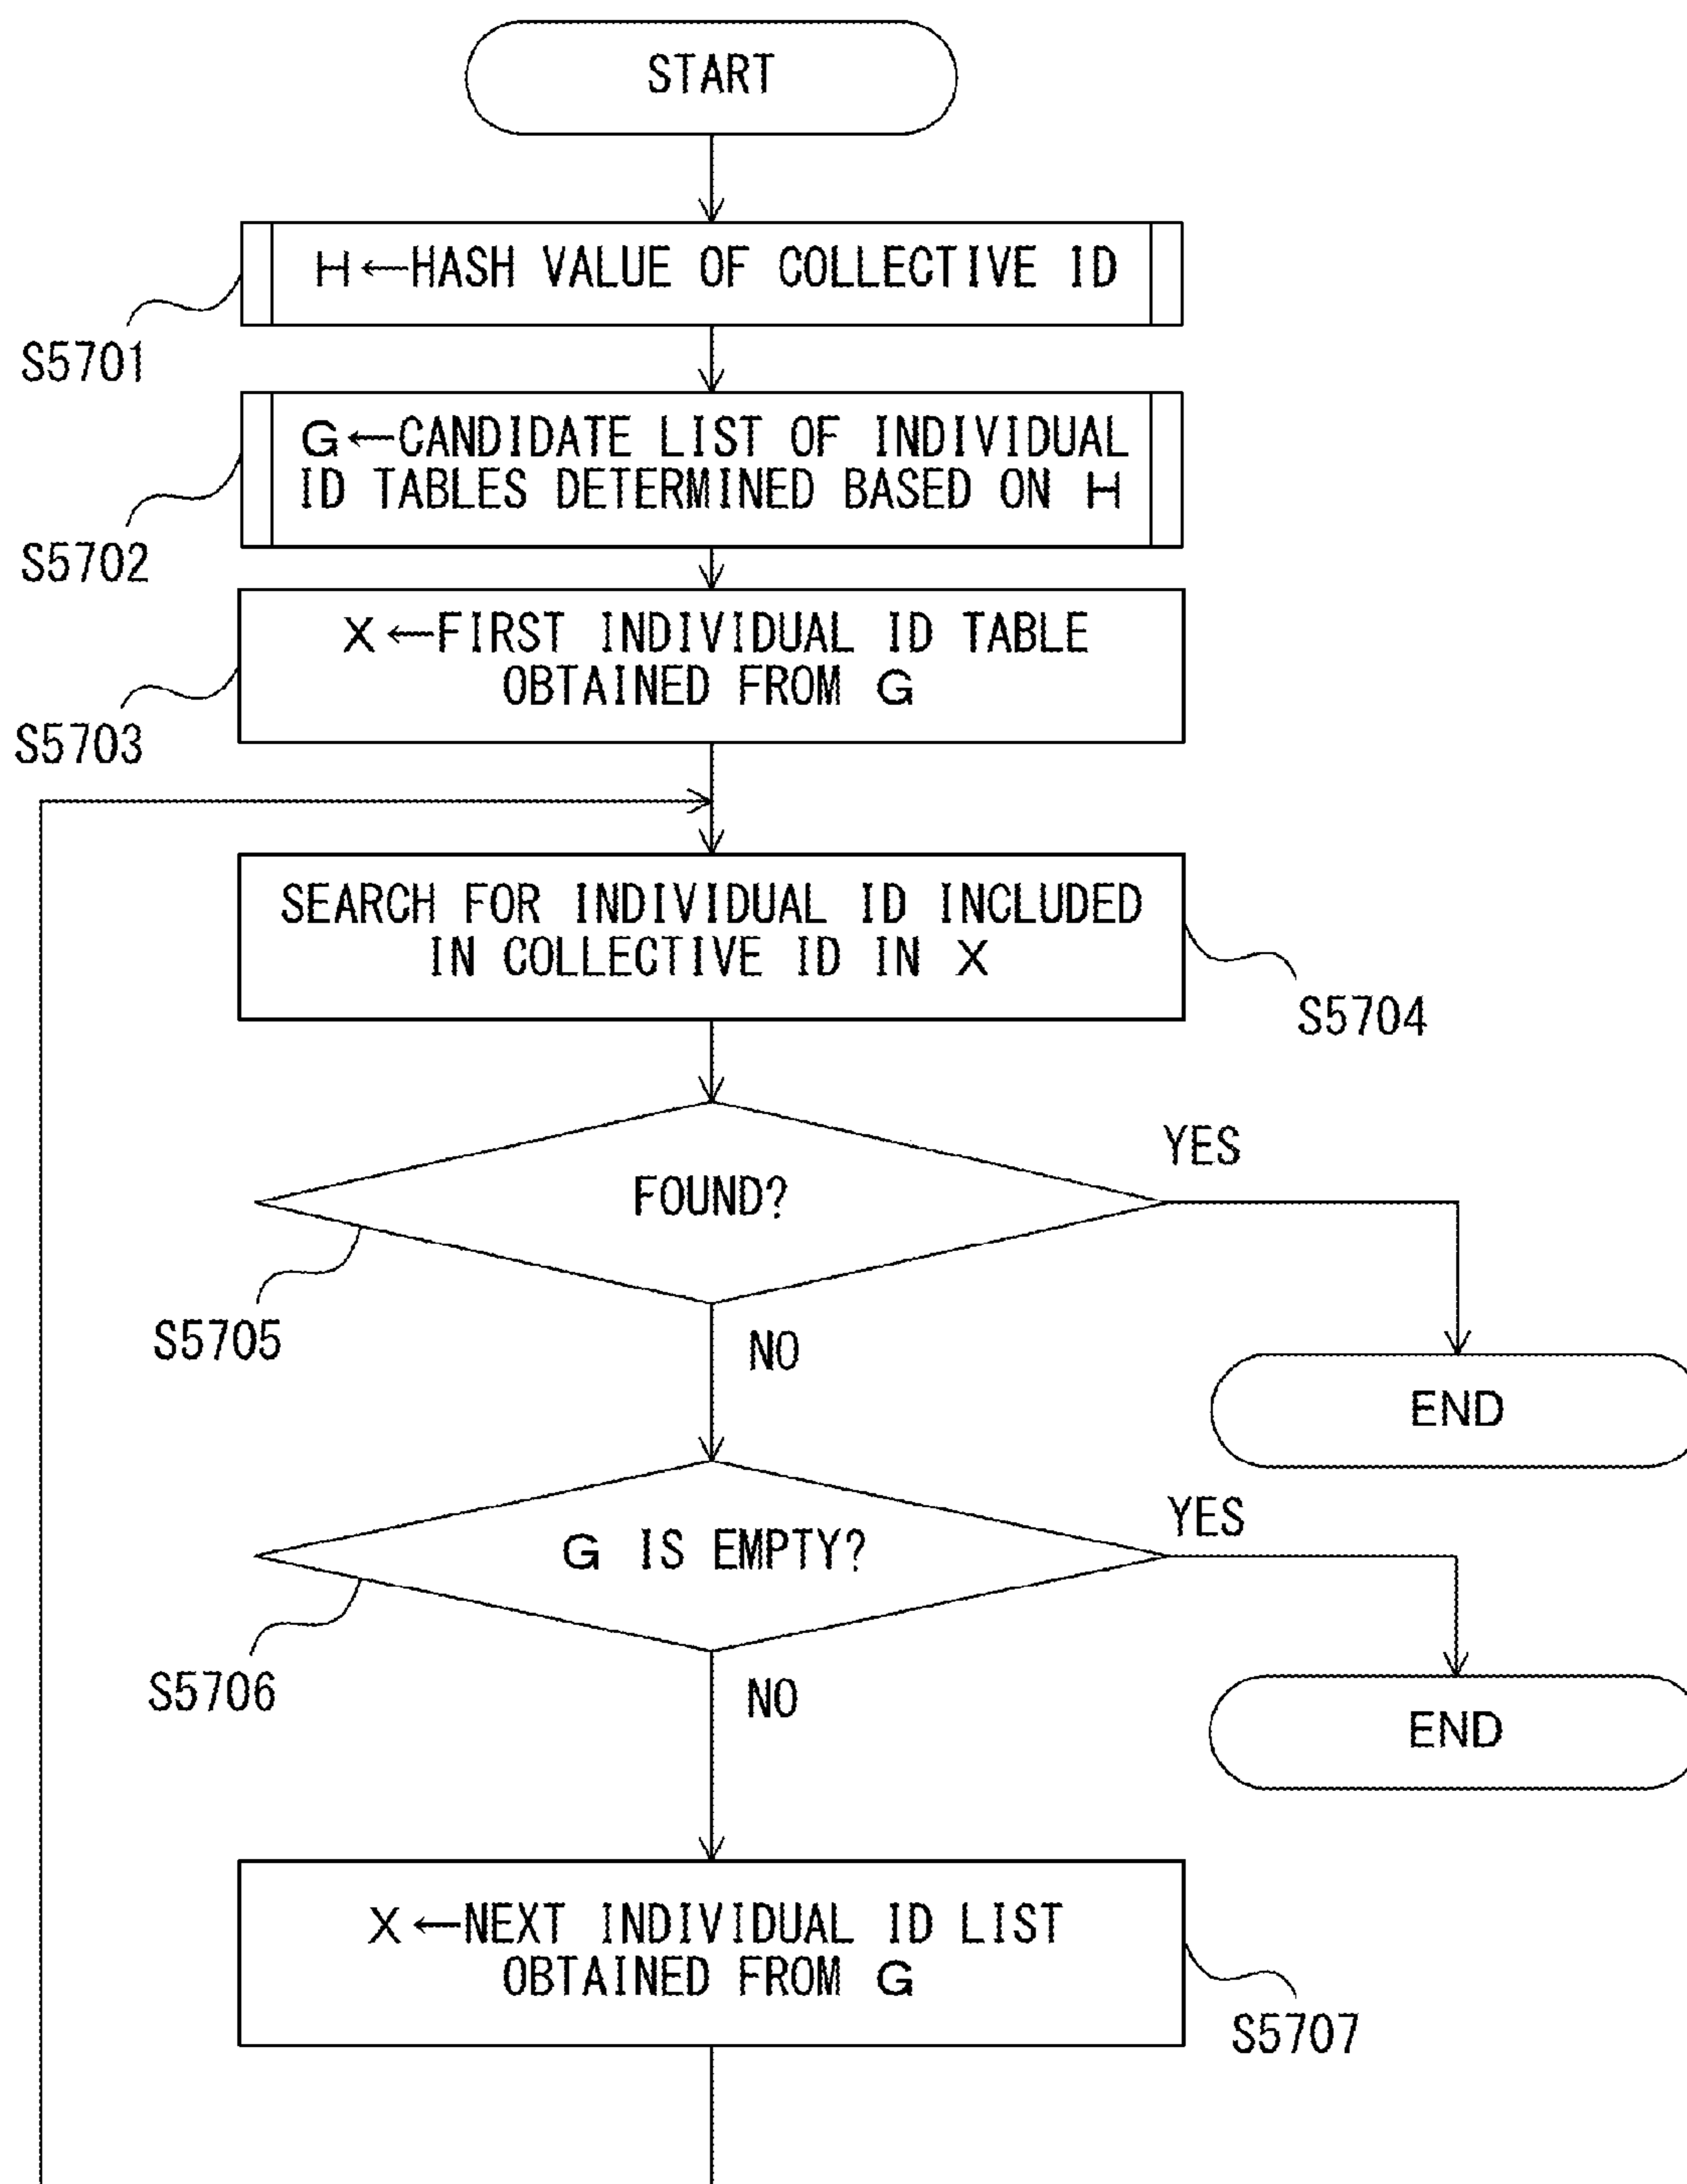 START
H←HASH VALUE OF COLLECTIVE ID
S5701
G←CANDIDATE LIST OF INDIVIDUAL
ID TABLES DETERMINED BASED ON H
S5702
X←FIRST INDIVIDUAL ID TABLE
OBTAINED FROM G
S5703
SEARCH FOR INDIVIDUAL ID INCLUDED
IN COLLECTIVE ID IN X
S5704
FOUND?
YES
S5705
NO
END
G IS EMPTY?
YES
S5706
NO
END
X←NEXT INDIVIDUAL ID LIST
OBTAINED FROM G
S5707